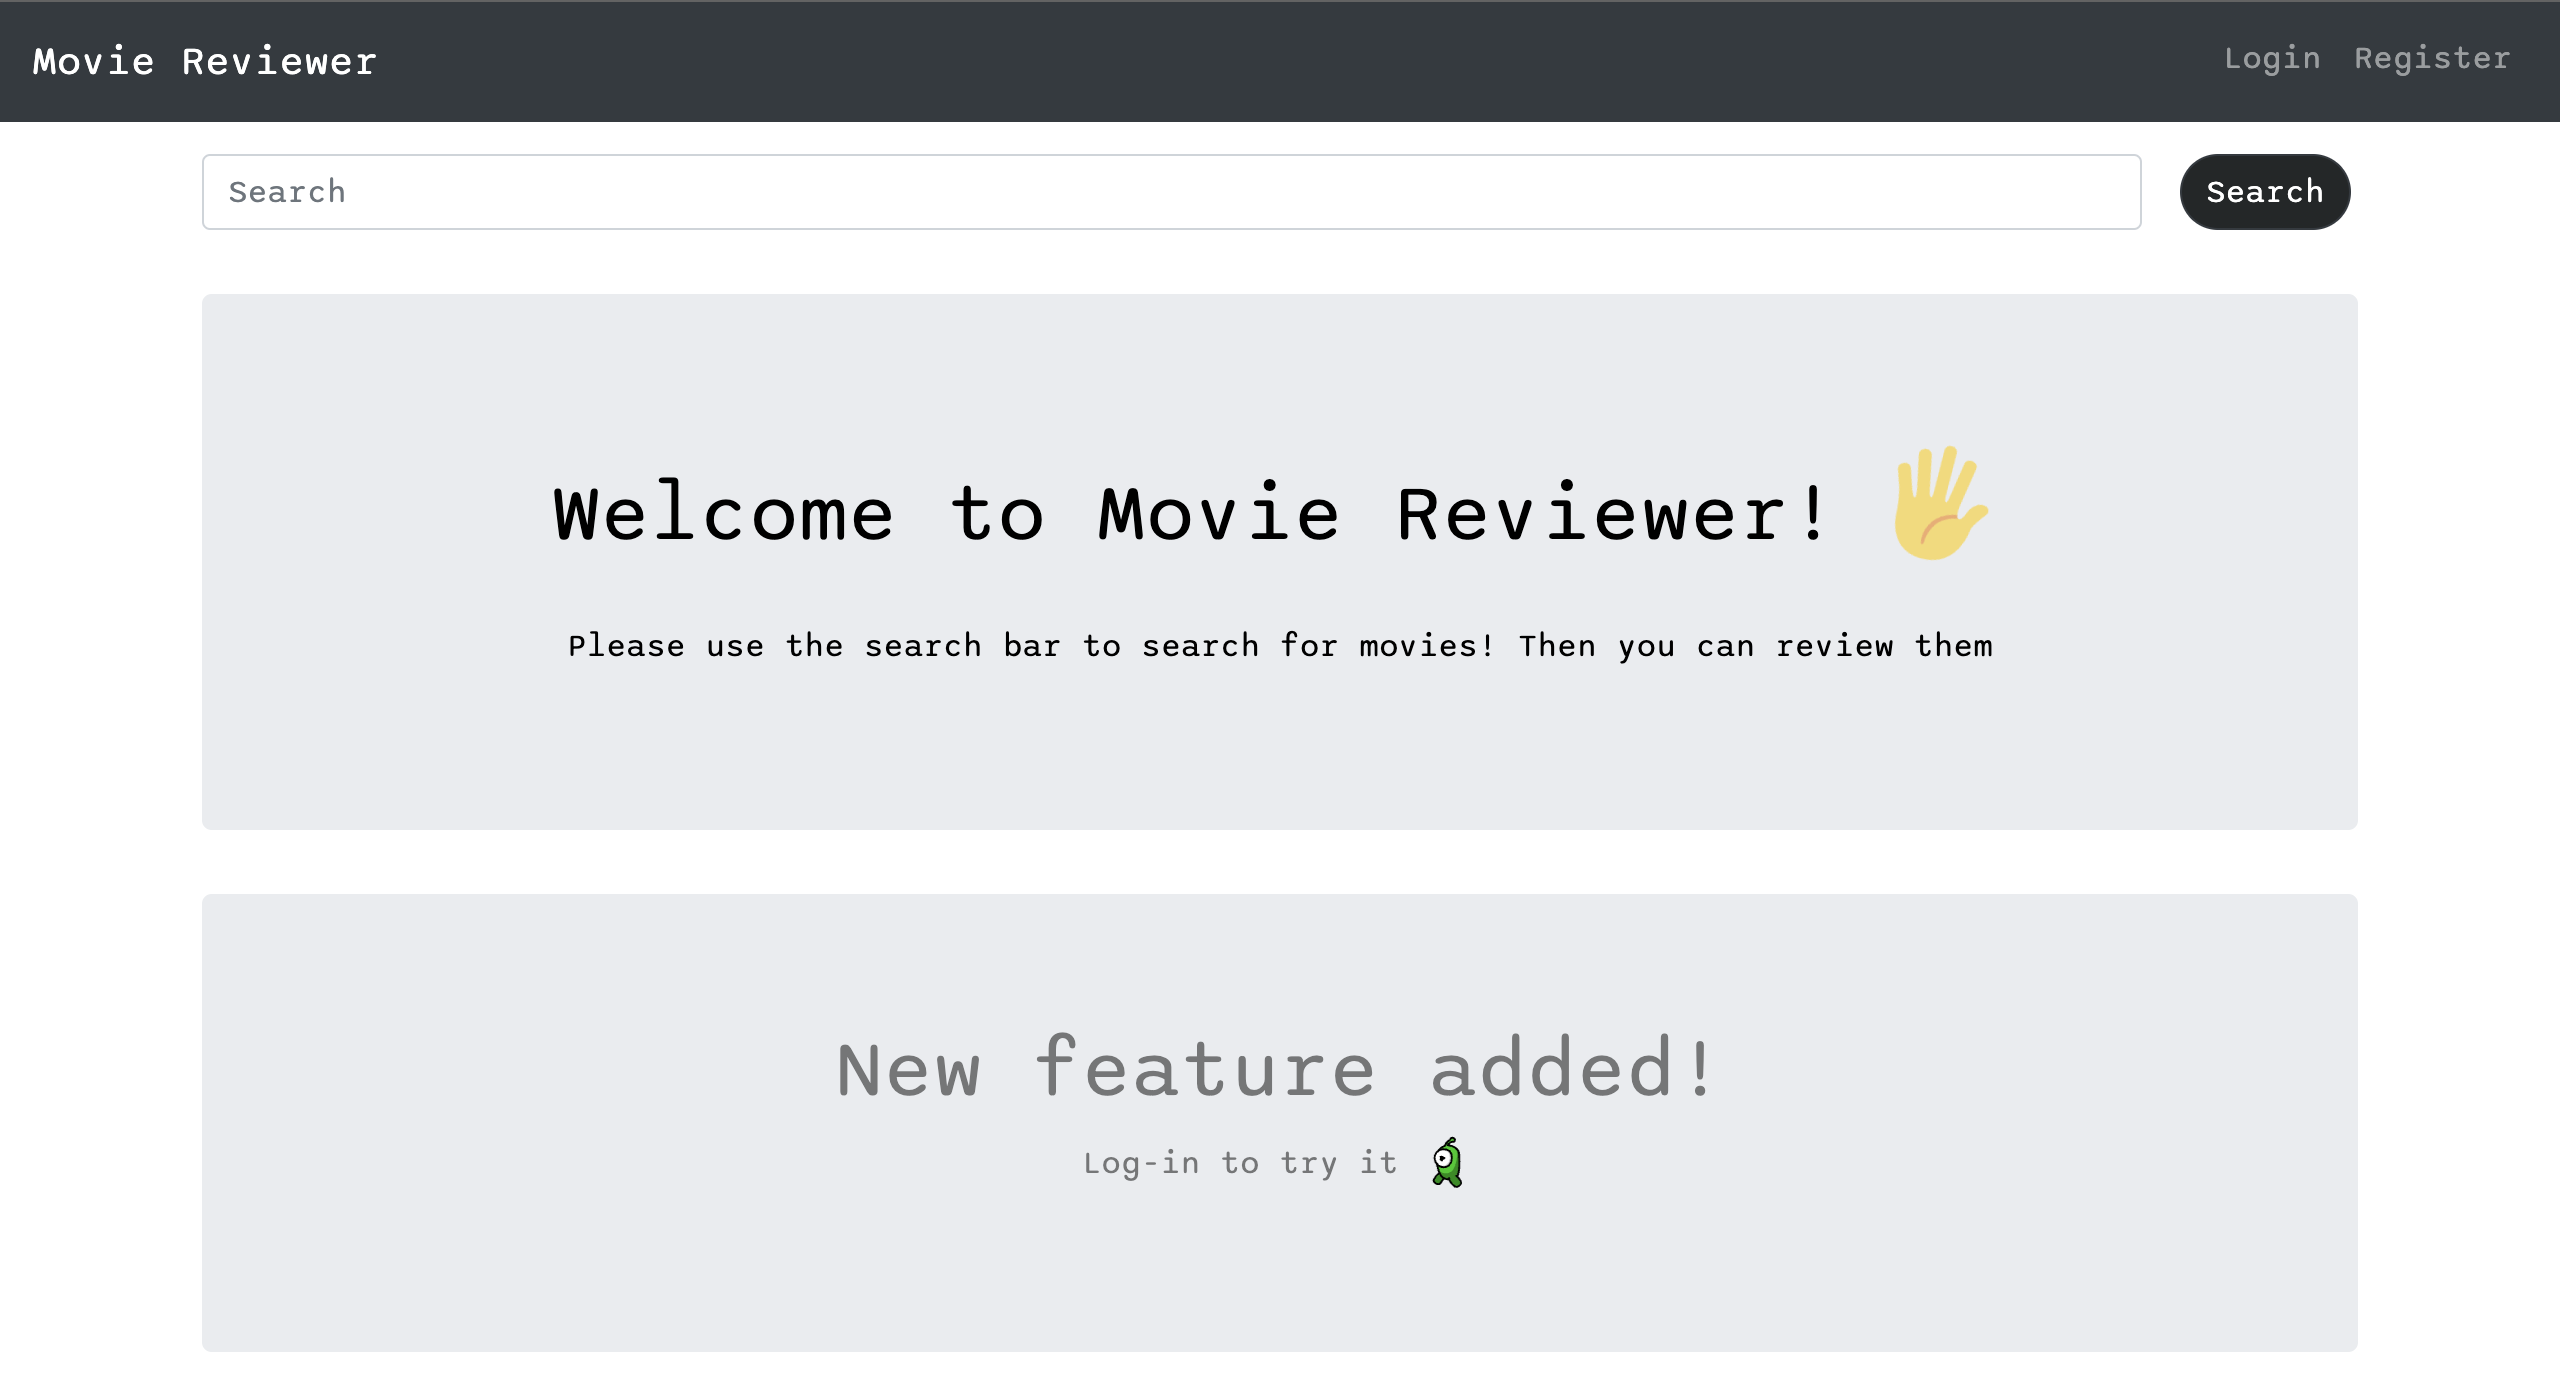 Movie Reviewer
Login Register
Search
Search
Welcome to Movie Reviewer! 🖐
Please use the search bar to search for movies! Then you can review them
New feature added!
Log-in to try it